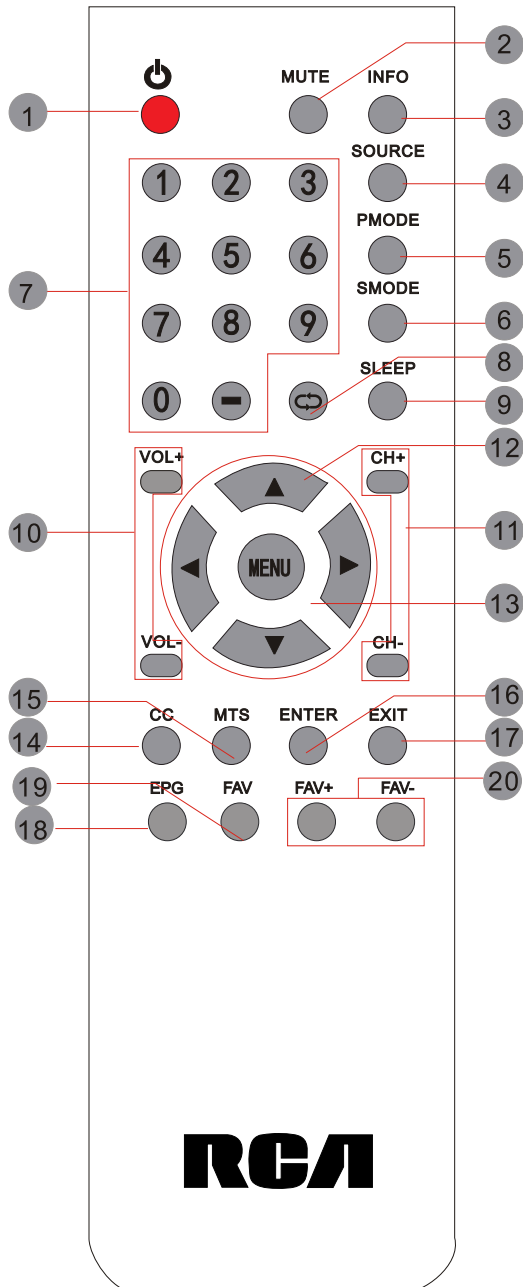 2
MUTE INFO
1
3
SOURCE
1 2 3
4
PMODE
4 5 6
5
7
SMODE
7 8 9
6
8
SLEEP
0 -
9
12
VOL+ CH+
10
11
MENU
13
VOL- CH-
15
16
CC MTS ENTER EXIT
14
17
19
20
EPG FAV FAV+ FAV-
18
RCA